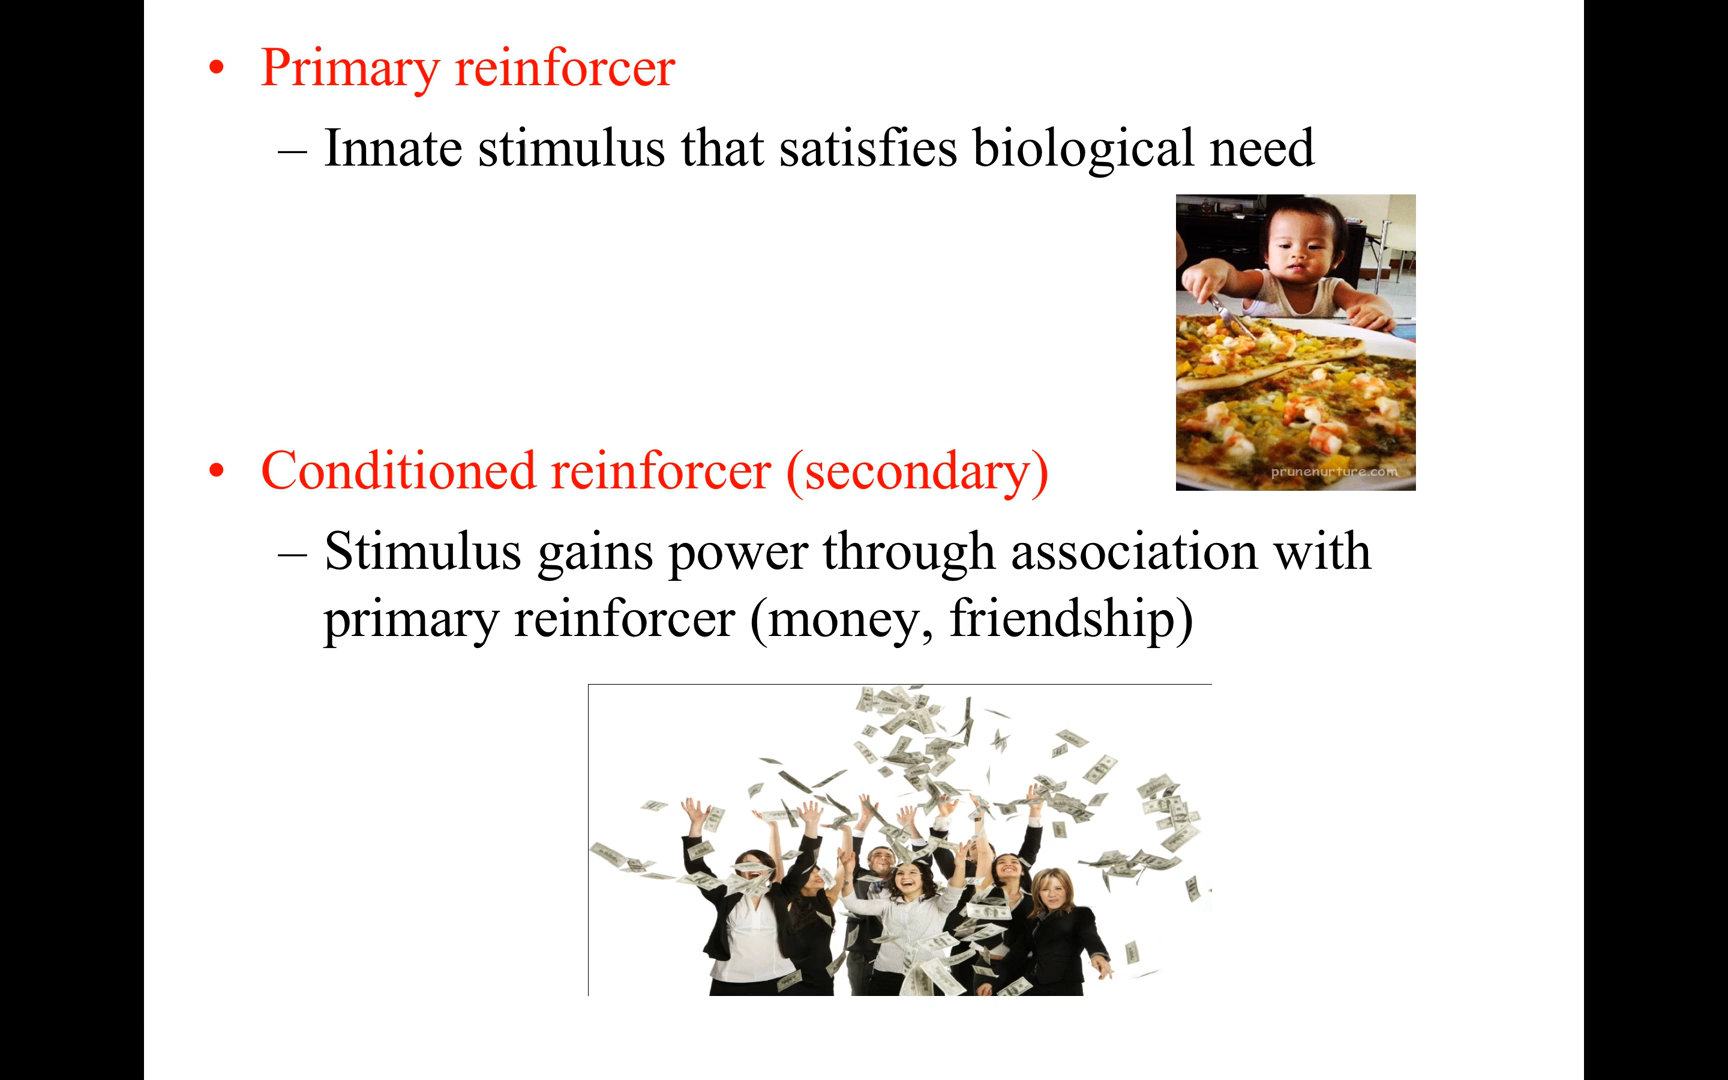 • Primary reinforcer
– Innate stimulus that satisfies biological need
prunenurture.com
• Conditioned reinforcer (secondary)
– Stimulus gains power through association with
primary reinforcer (money, friendship)